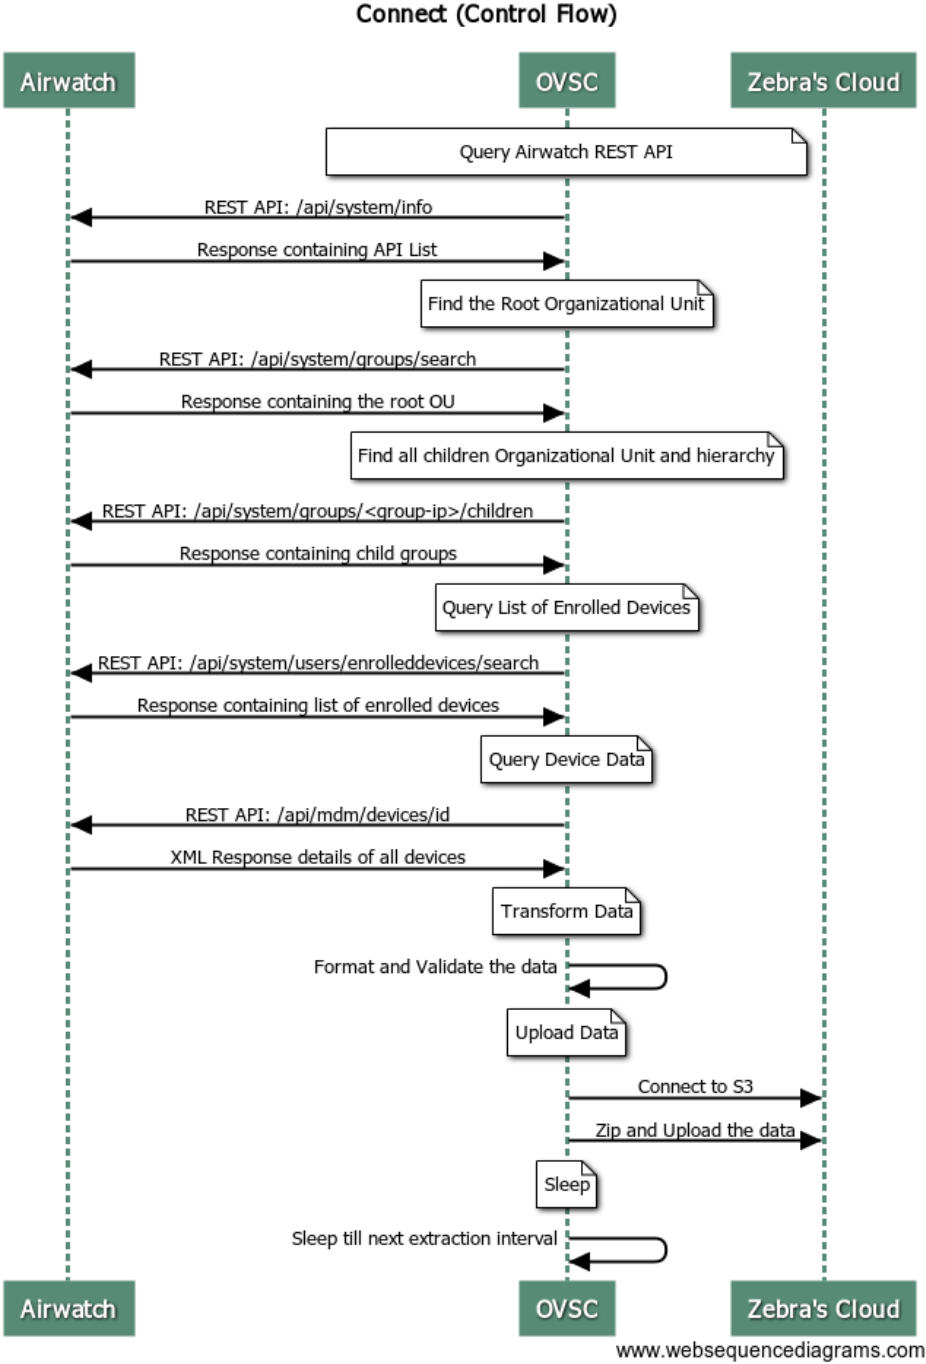 Connect (Control Flow)
Airwatch
OVSC
Zebra's Cloud
Query Airwatch REST API
REST API: /api/system/info
Response containing API List
Find the Root Organizational Unit
REST API: /api/system/groups/search
Response containing the root OU
Find all children Organizational Unit and hierarchy
REST API: /api/system/groups/<group-ip>/children
Response containing child groups
Query List of Enrolled Devices
REST API: /api/system/users/enrolleddevices/search
Response containing list of enrolled devices
Query Device Data
REST API: /api/mdm/devices/id
XML Response details of all devices
Transform Data
Format and Validate the data
Upload Data
Connect to S3
Zip and Upload the data
Sleep
Sleep till next extraction interval
Airwatch
OVSC
Zebra's Cloud
www.websequencediagrams.com